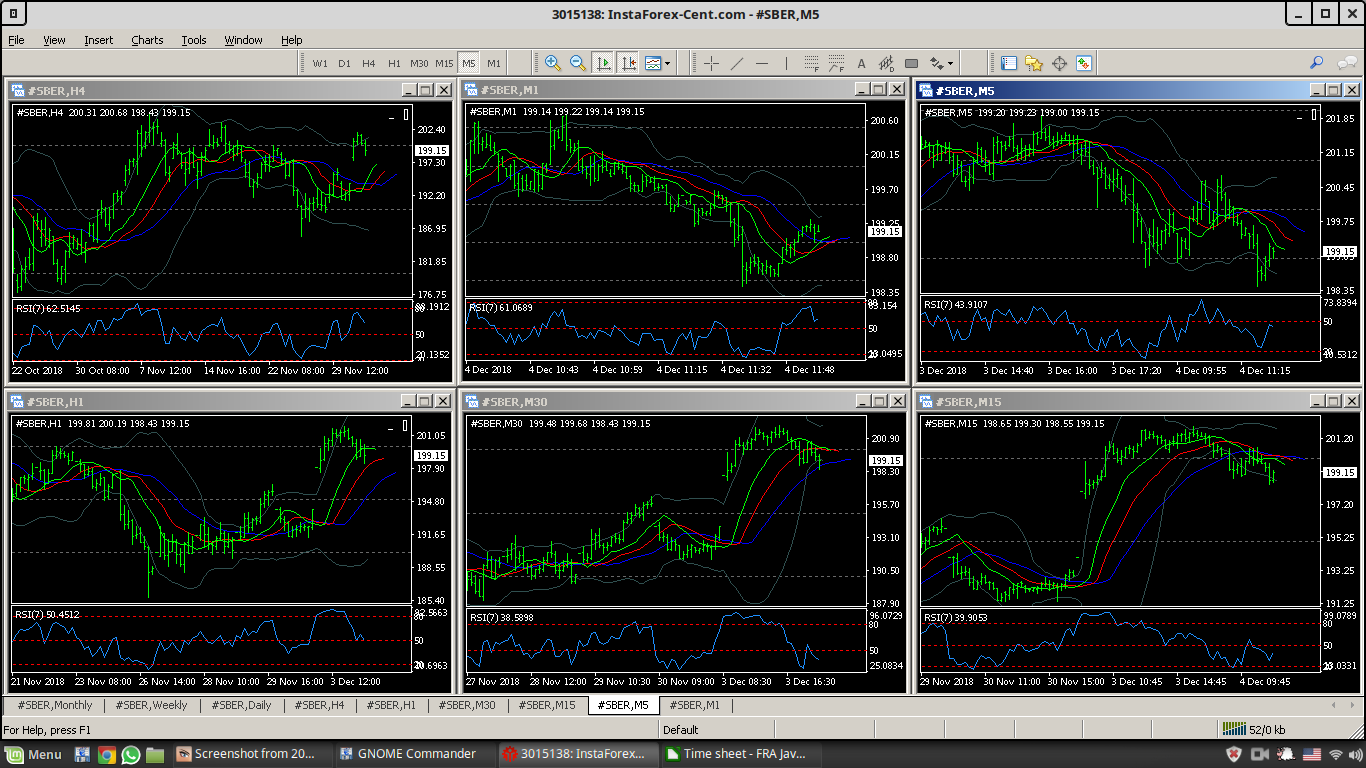 3015138: InstaForex-Cent.com - #SBER,M5
File View Insert Charts Tools Window Help
W1 D1 H4 H1 M30 M15 M5 M1
#SBER,H4
#SBER,H4 200.31 200.68 198.43 199.15
202.40
199.15
197.30
192.20
186.95
181.85
176.75
RSI(7) 62.5145
50
22 Oct 2018 30 Oct 08:00 7 Nov 12:00 14 Nov 16:00 22 Nov 08:00 29 Nov 12:00
#SBER,M1
#SBER,M1 199.14 199.22 199.14 199.15
200.60
200.15
199.70
199.25
199.15
198.80
198.35
RSI(7) 61.0689
50
4 Dec 2018 4 Dec 10:43 4 Dec 10:59 4 Dec 11:15 4 Dec 11:32 4 Dec 11:48
#SBER,M5
#SBER,M5 199.20 199.23 199.00 199.15
201.85
201.15
200.45
199.75
199.15
198.35
RSI(7) 43.9107
73.8394
50
3 Dec 2018 3 Dec 14:40 3 Dec 16:00 3 Dec 17:20 4 Dec 09:55 4 Dec 11:15
#SBER,H1
#SBER,H1 199.81 200.19 198.43 199.15
201.05
199.15
197.90
194.80
191.65
188.55
185.40
RSI(7) 50.4512
80
50
21 Nov 2018 23 Nov 08:00 26 Nov 14:00 28 Nov 10:00 29 Nov 16:00 3 Dec 12:00
#SBER,M30
#SBER,M30 199.48 199.68 198.43 199.15
200.90
199.15
198.30
195.70
193.10
190.50
187.90
RSI(7) 38.5898
96.0729
80
50
25.0834
27 Nov 2018 28 Nov 10:00 29 Nov 10:30 30 Nov 09:00 3 Dec 08:30 3 Dec 16:30
#SBER,M15
#SBER,M15 198.65 199.30 198.55 199.15
201.20
199.15
197.20
195.25
193.25
191.25
RSI(7) 39.9053
99.0789
80
50
29 Nov 2018 30 Nov 11:00 30 Nov 15:00 3 Dec 10:45 3 Dec 14:45 4 Dec 09:45
#SBER,Monthly #SBER,Weekly #SBER,Daily #SBER,H4 #SBER,H1 #SBER,M30 #SBER,M15 #SBER,M5 #SBER,M1
For Help, press F1 Default 52/0 kb
Menu Screenshot from 20... GNOME Commander 3015138: InstaForex... Time sheet - FRA Jav...